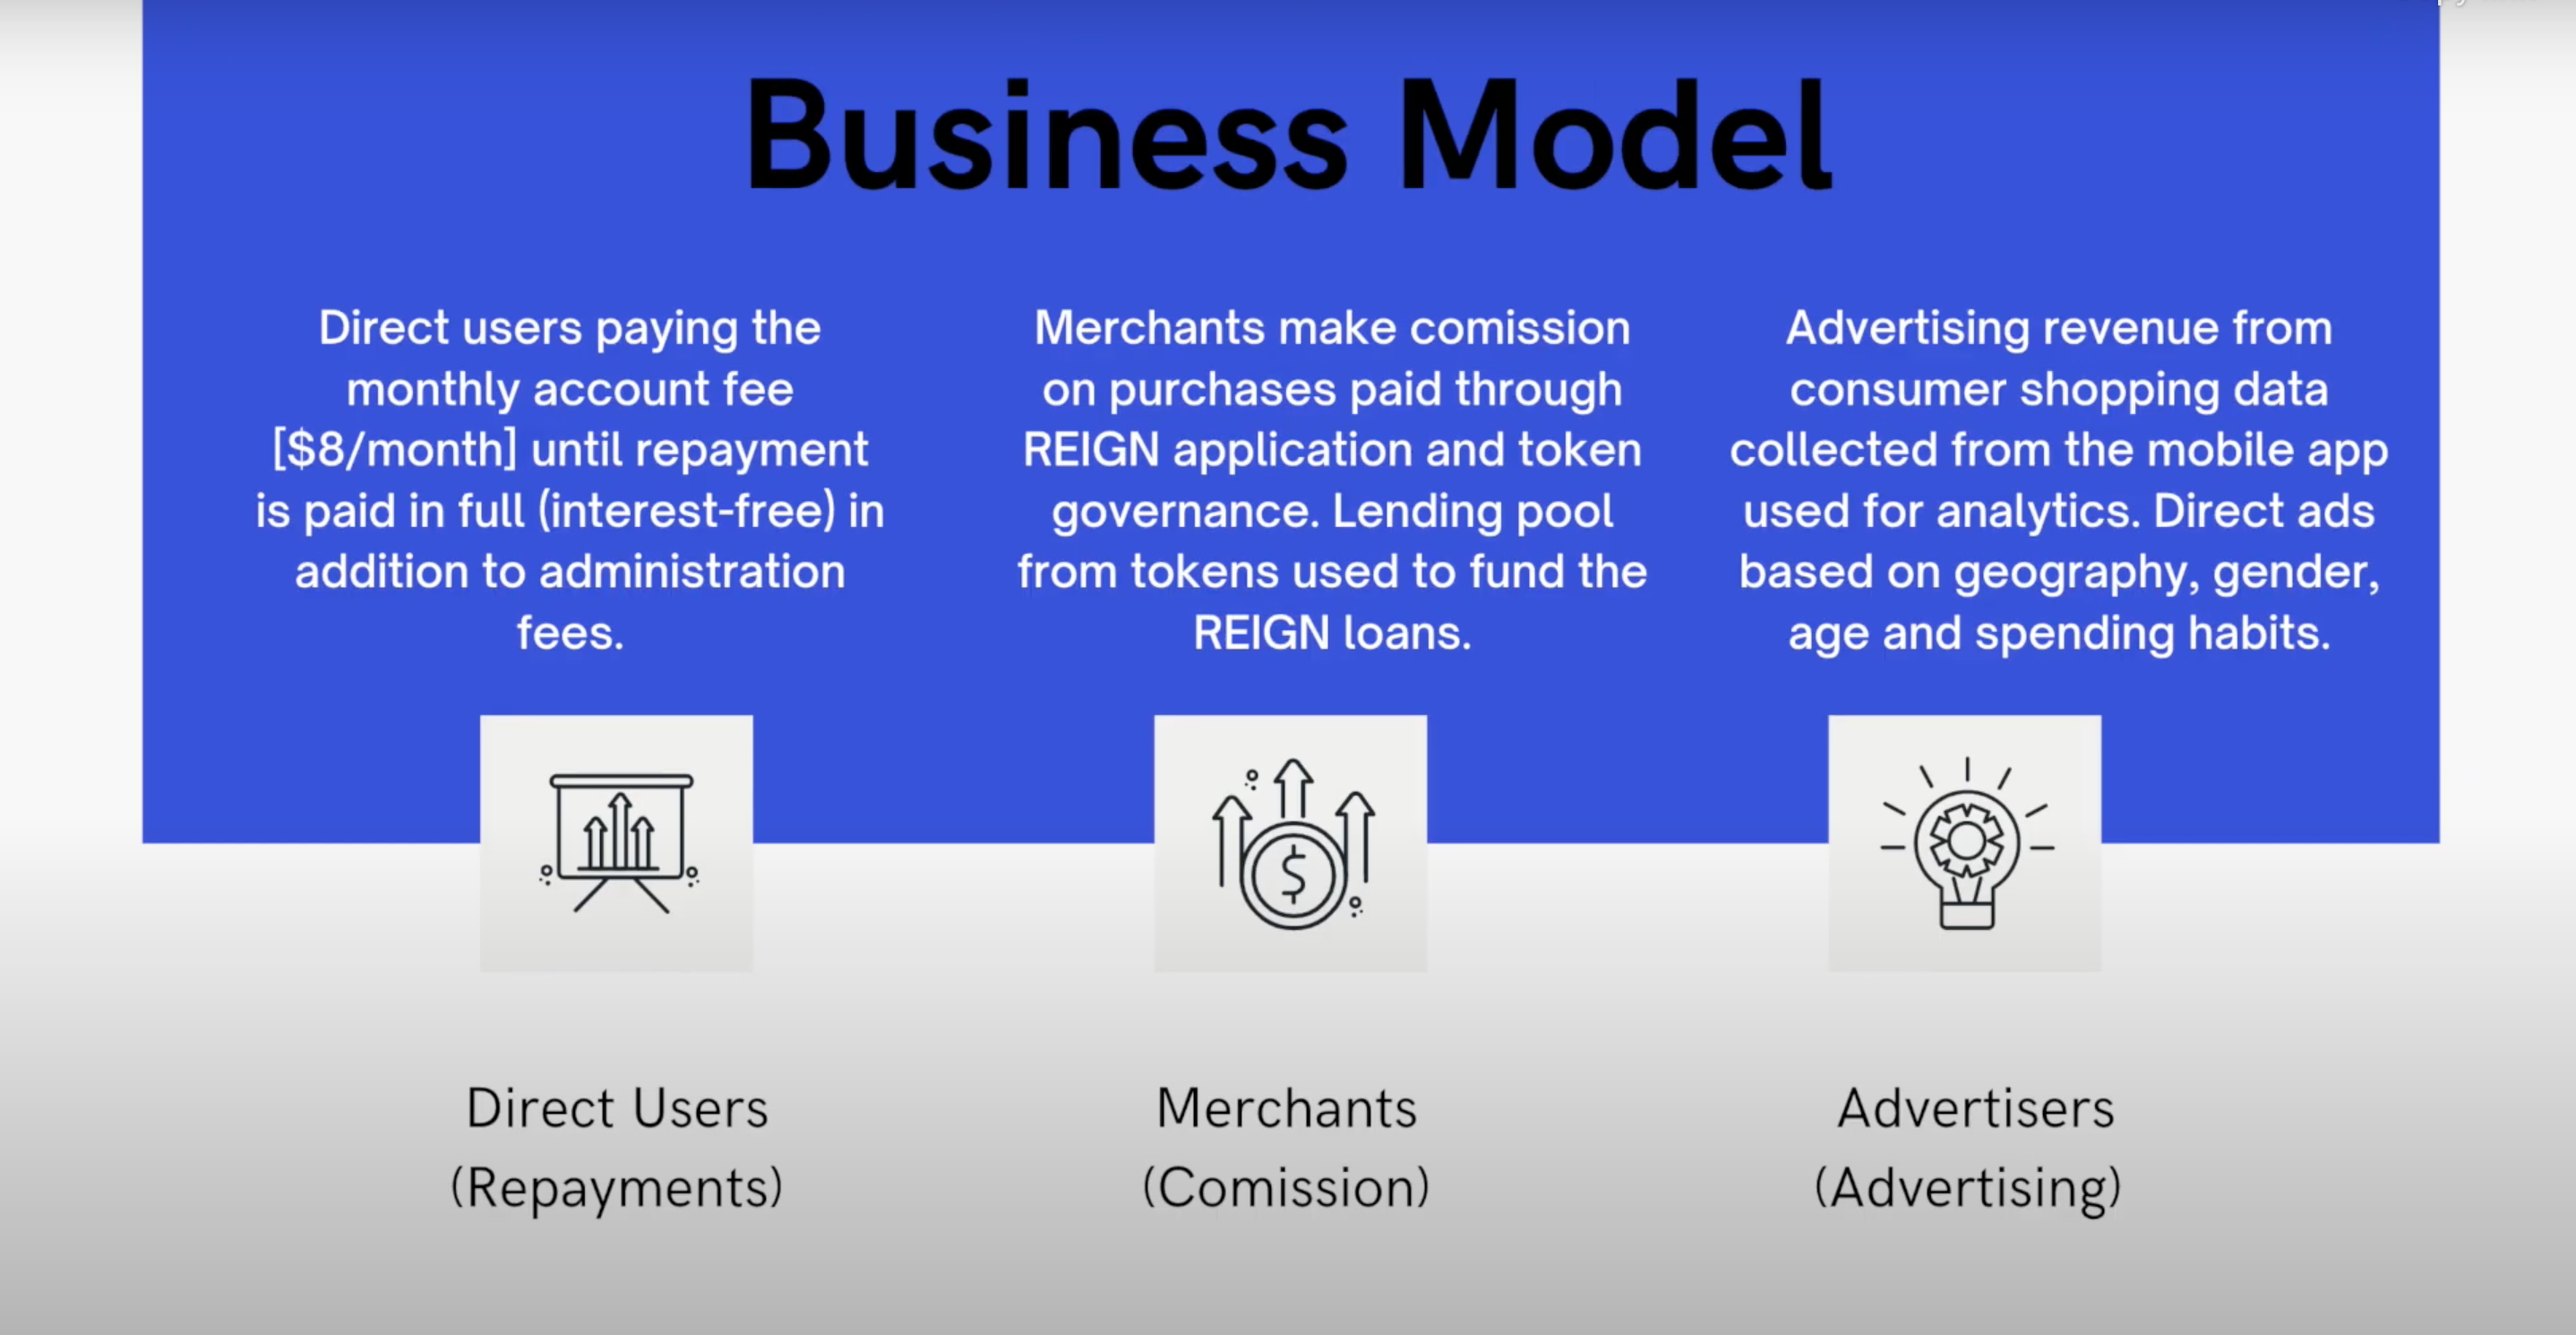 Business Model
Direct users paying the
monthly account fee
[$8/month] until repayment
is paid in full (interest-free) in
addition to administration
fees.
Merchants make comission
on purchases paid through
REIGN application and token
governance. Lending pool
from tokens used to fund the
REIGN loans.
Advertising revenue from
consumer shopping data
collected from the mobile app
used for analytics. Direct ads
based on geography, gender,
age and spending habits.
$
Direct Users
(Repayments)
Merchants
(Comission)
Advertisers
(Advertising)